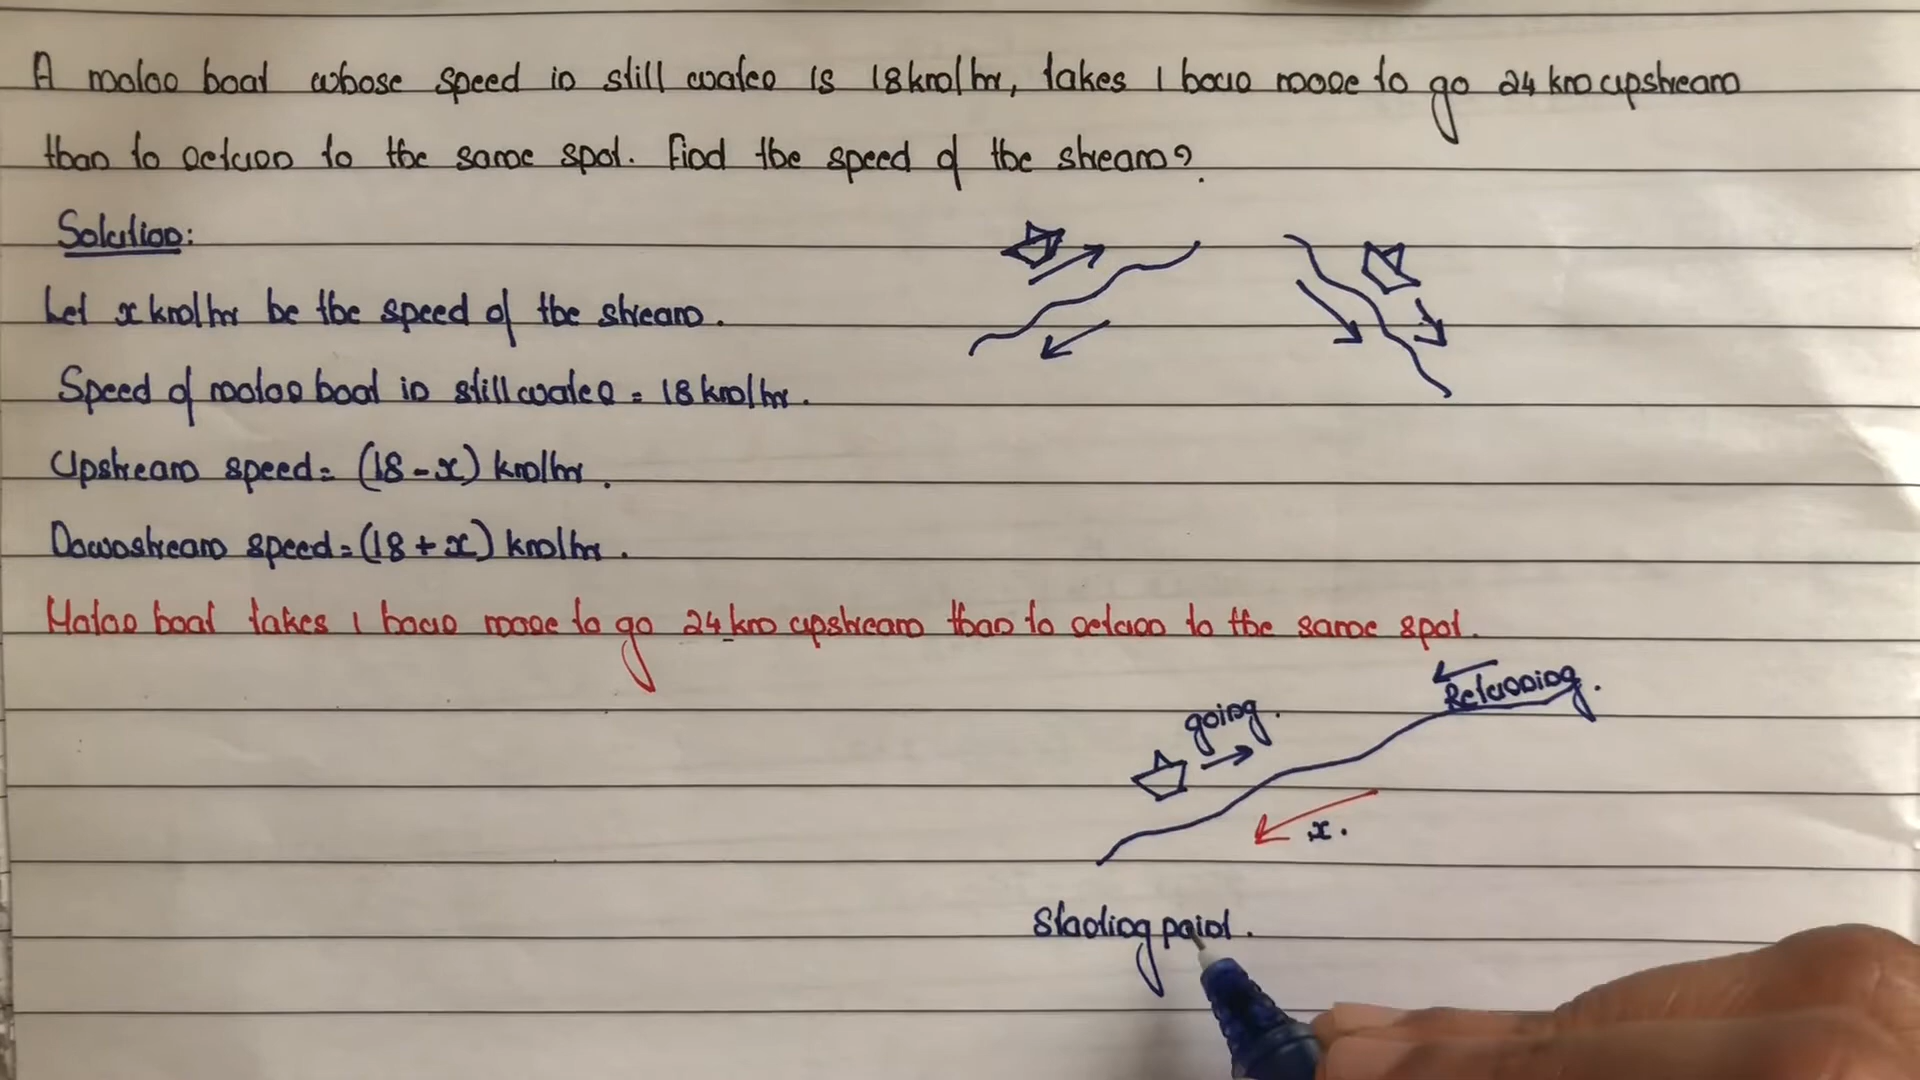 A motor boat whose speed in still water is 18km/hr, takes 1 hour more to go 24 km upstream
than to return to the same spot. Find the speed of the stream?
Solution:
Let x km/hr be the speed of the stream.
Speed of motor boat in still water = 18 km/hr.
Upstream speed = (18 - x) km/hr.
Downstream speed = (18 + x) km/hr.
Motor boat takes 1 hour more to go 24 km upstream than to return to the same spot.
Returning.
going.
x.
Starting point.